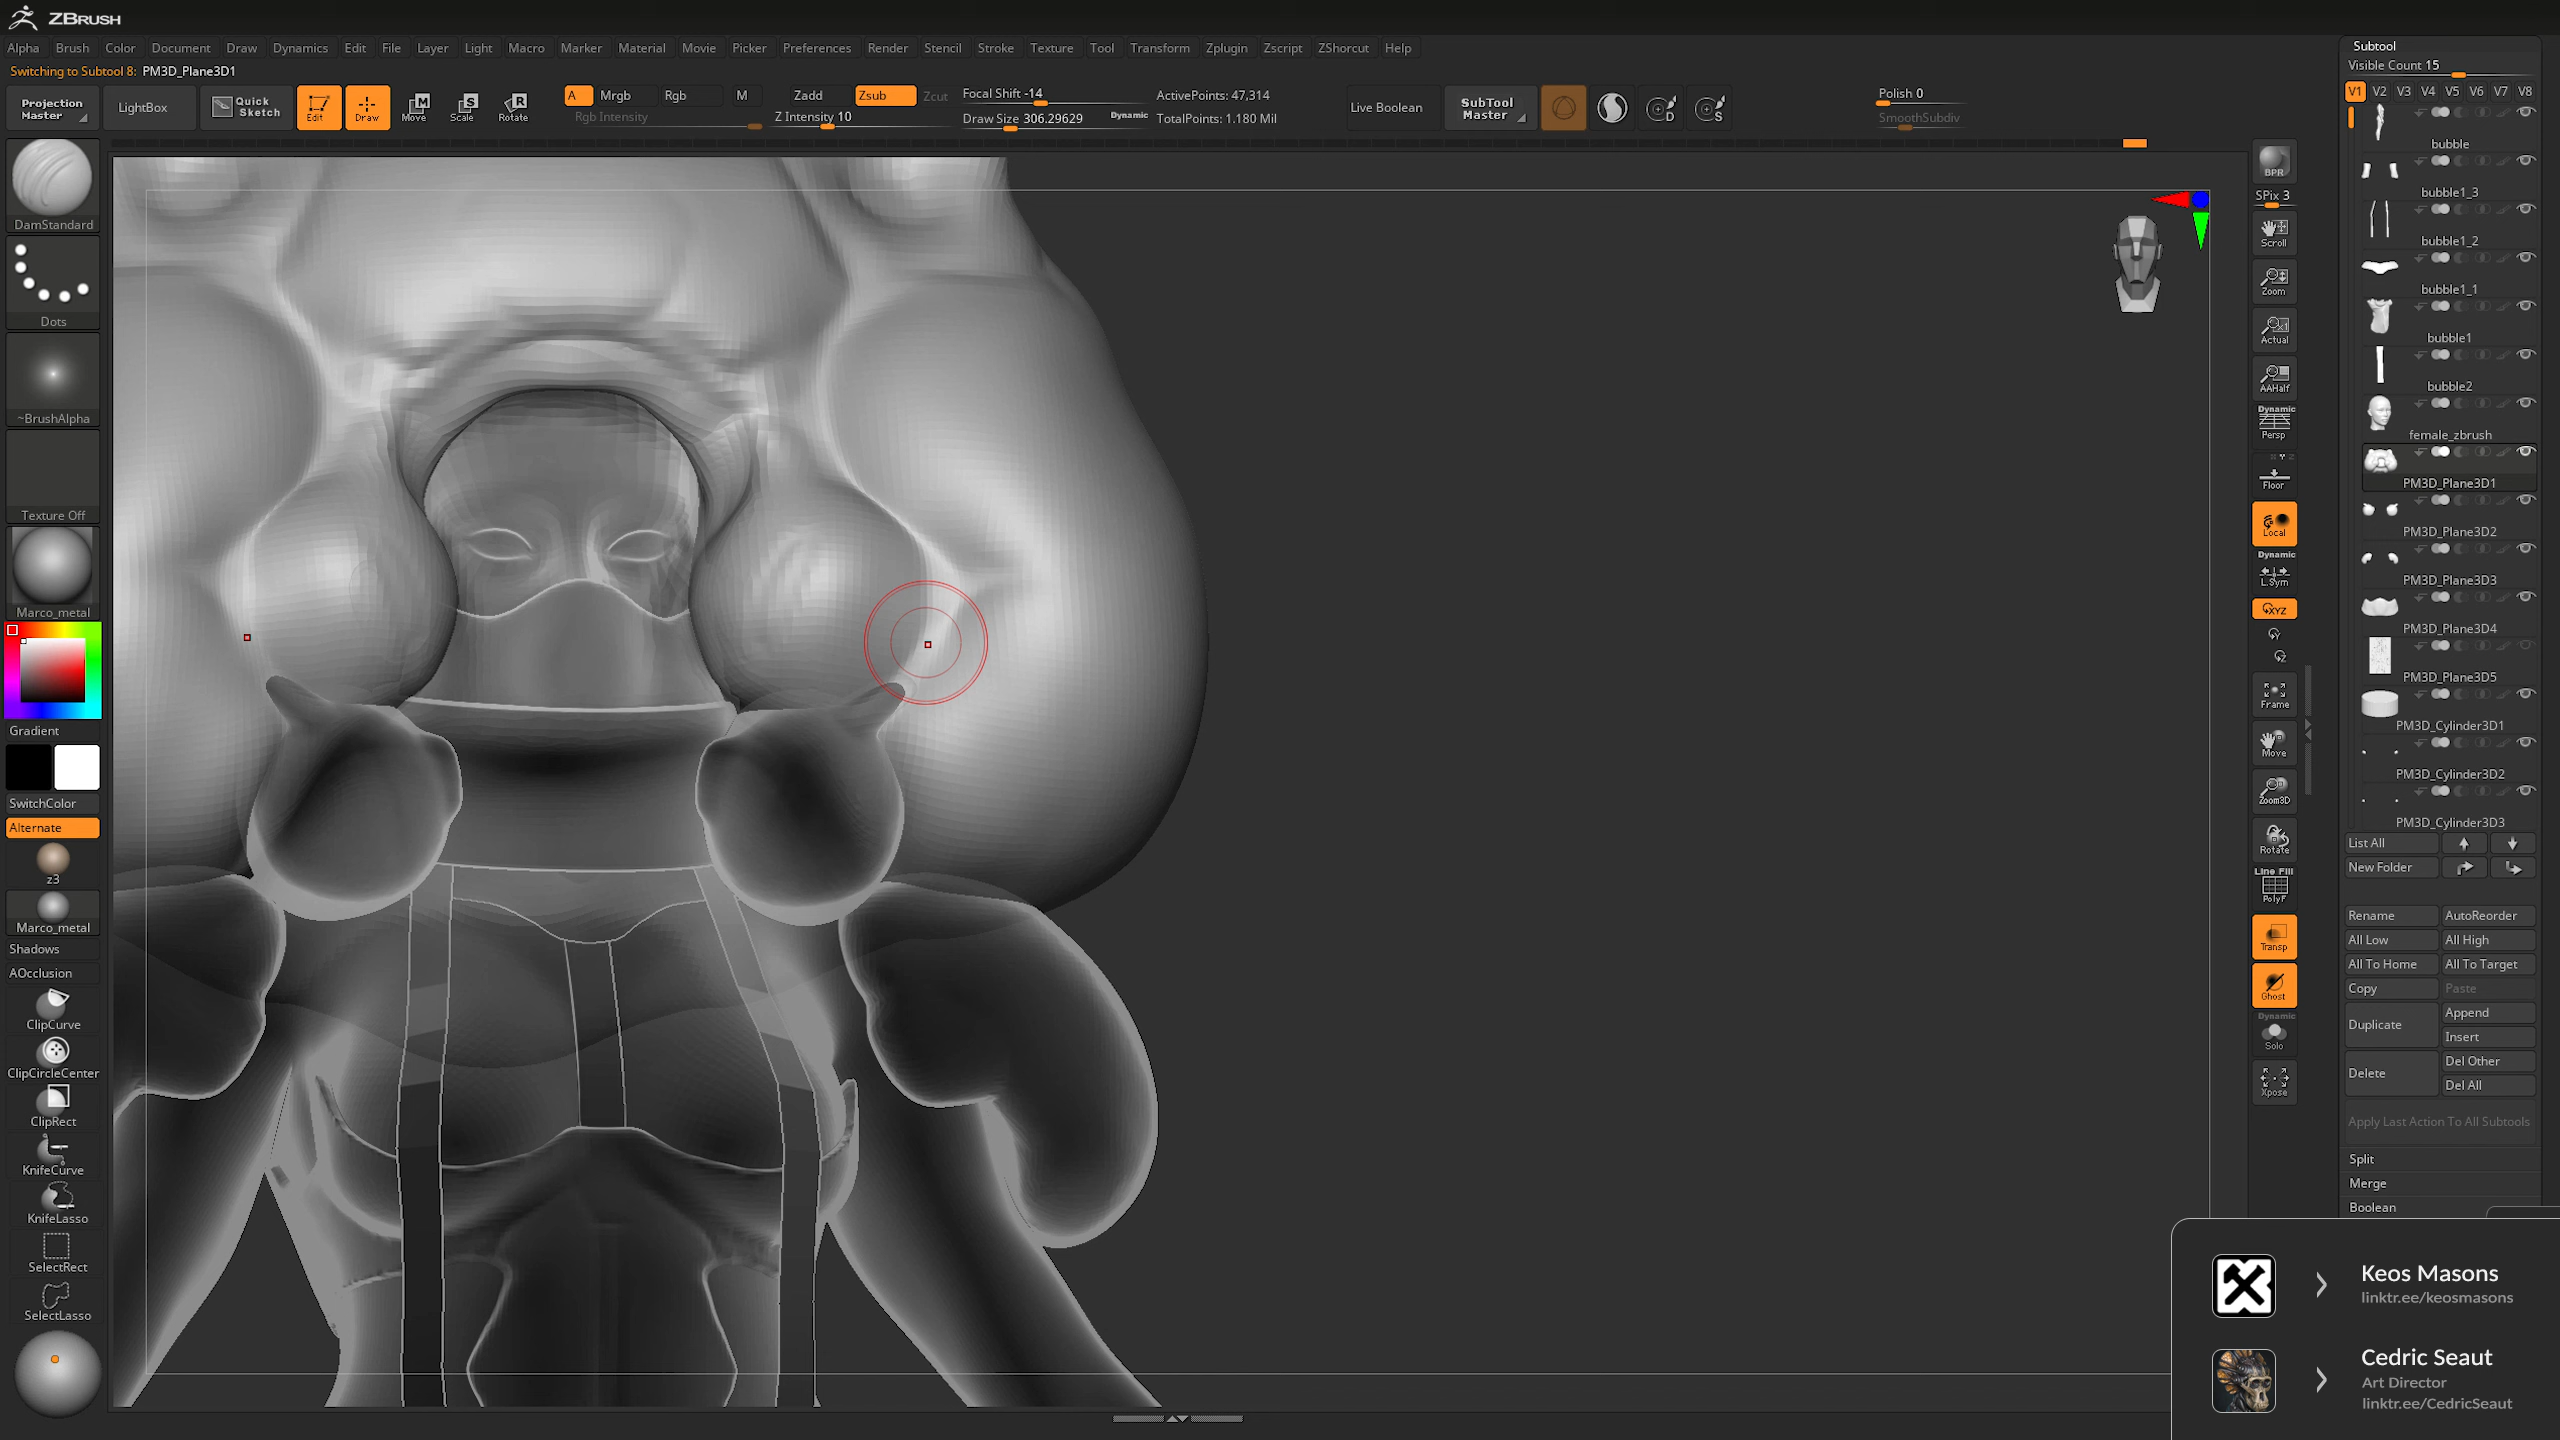 ZBRUSH
Alpha Brush Color Document Draw Dynamics Edit File Layer Light Macro Marker Material Movie Picker Preferences Render Stencil Stroke Texture Tool Transform Zplugin Zscript ZShorcut Help
Switching to Subtool 8: PM3D_Plane3D1
Projection Master
LightBox
Quick Sketch
Edit
Draw
Move
Scale
Rotate
A Mrgb Rgb M
Rgb Intensity
Zadd Zsub Zcut
Z Intensity 10
Focal Shift -14
Draw Size 306.29629 Dynamic
ActivePoints: 47,314
TotalPoints: 1.180 Mil
Live Boolean
SubTool Master
Polish 0
SmoothSubdiv
DamStandard
Dots
~BrushAlpha
Texture Off
Marco_metal
Gradient
SwitchColor
Alternate
z3
Marco_metal
Shadows
AOcclusion
ClipCurve
ClipCircleCenter
ClipRect
KnifeCurve
KnifeLasso
SelectRect
SelectLasso
BPR
SPix 3
Scroll
Zoom
Actual
AAHalf
Dynamic
Persp
Floor
Local
Dynamic
L.Sym
XYZ
Frame
Move
Zoom3D
Rotate
Line Fill
PolyF
Transp
Ghost
Dynamic
Solo
Xpose
Subtool
Visible Count 15
V1 V2 V3 V4 V5 V6 V7 V8
bubble
bubble1_3
bubble1_2
bubble1_1
bubble1
bubble2
female_zbrush
PM3D_Plane3D1
PM3D_Plane3D2
PM3D_Plane3D3
PM3D_Plane3D4
PM3D_Plane3D5
PM3D_Cylinder3D1
PM3D_Cylinder3D2
PM3D_Cylinder3D3
List All
New Folder
Rename AutoReorder
All Low All High
All To Home All To Target
Copy Paste
Duplicate Append
Insert
Delete Del Other
Del All
Apply Last Action To All Subtools
Split
Merge
Boolean
Keos Masons
linktr.ee/keosmasons
Cedric Seaut
Art Director
linktr.ee/CedricSeaut